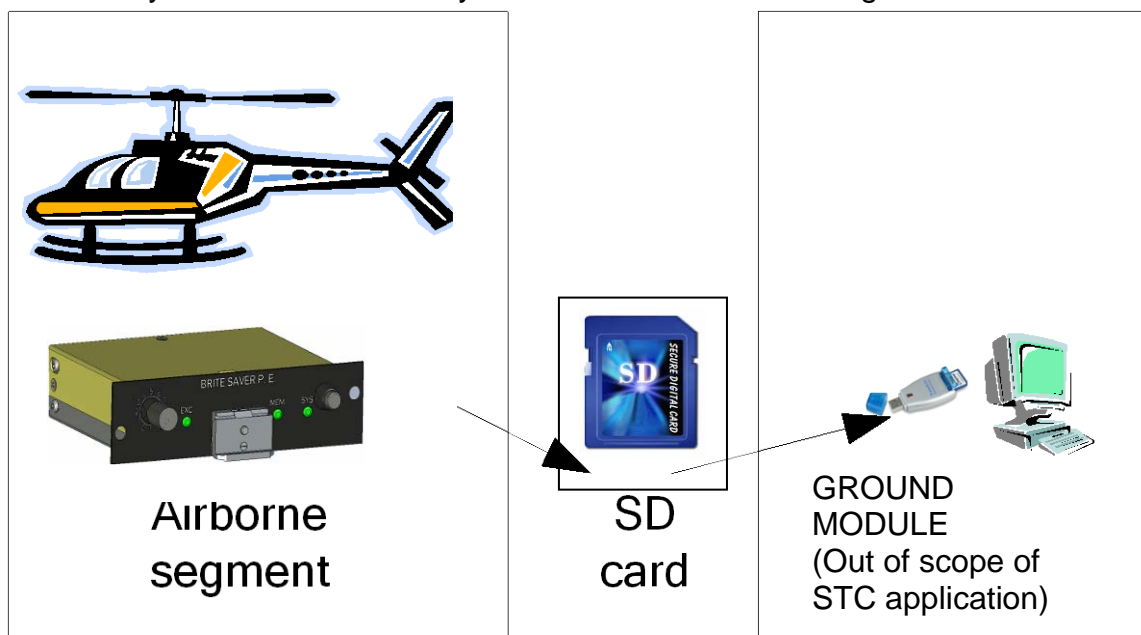 BRITE SAVER P. E
EXC
MEM
SYS
SD
SECURE DIGITAL CARD
Airborne
segment
SD
card
GROUND
MODULE
(Out of scope of
STC application)